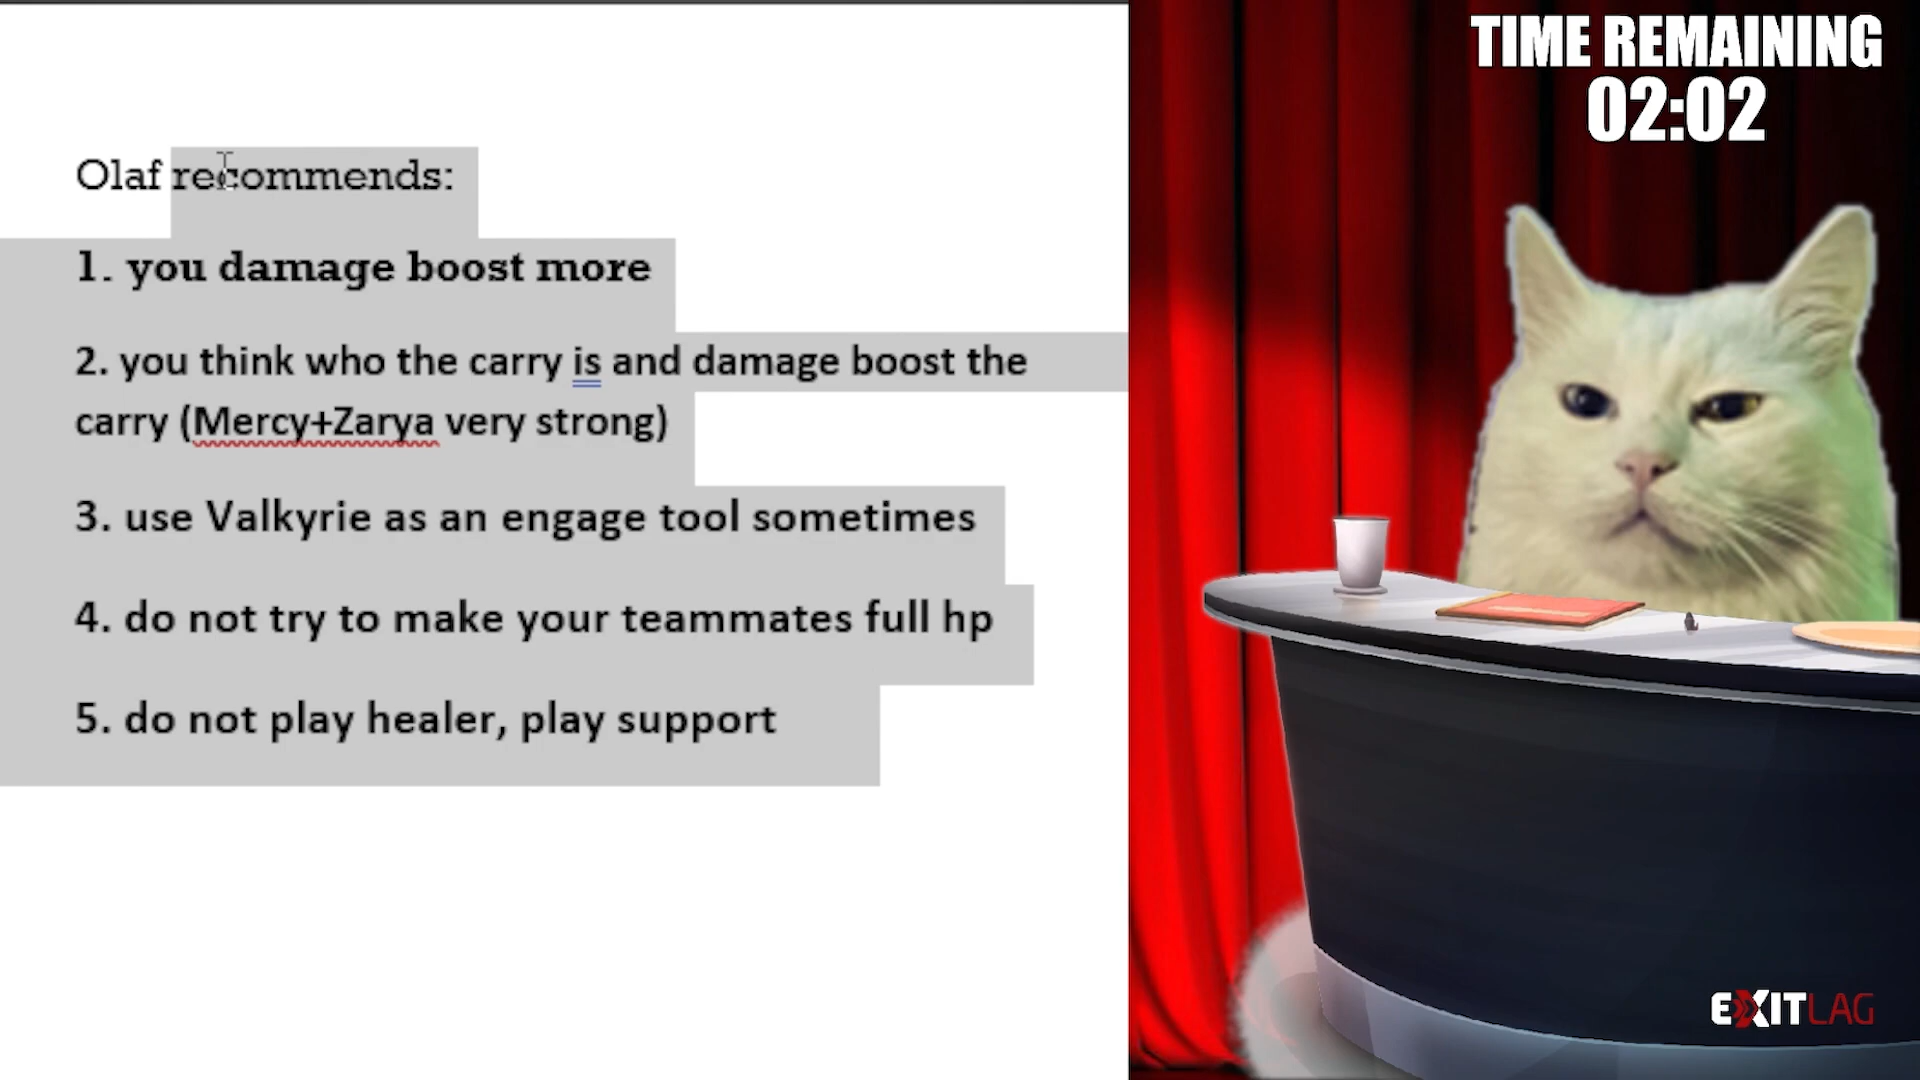 Olaf recommends:
1. you damage boost more
2. you think who the carry is and damage boost the
carry (Mercy+Zarya very strong)
3. use Valkyrie as an engage tool sometimes
4. do not try to make your teammates full hp
5. do not play healer, play support
TIME REMAINING
02:02
EXITLAG